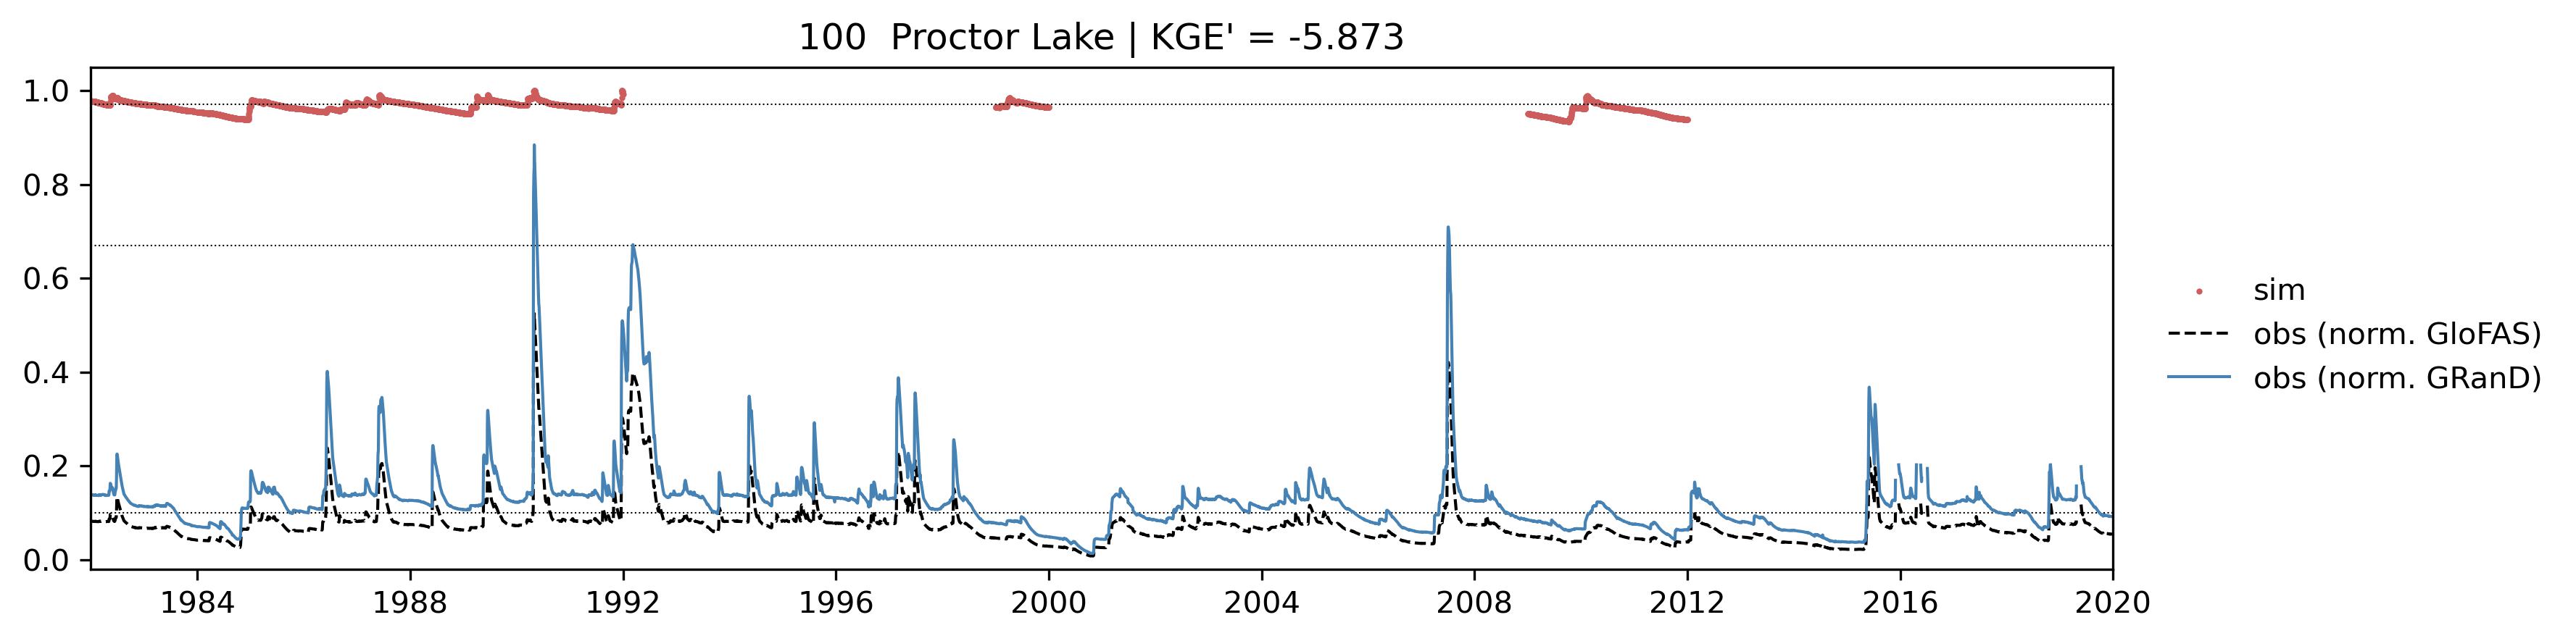 100  Proctor Lake | KGE' = -5.873
1.0
0.8
0.6
0.4
0.2
0.0
1984 1988 1992 1996 2000 2004 2008 2012 2016 2020
sim
obs (norm. GloFAS)
obs (norm. GRanD)